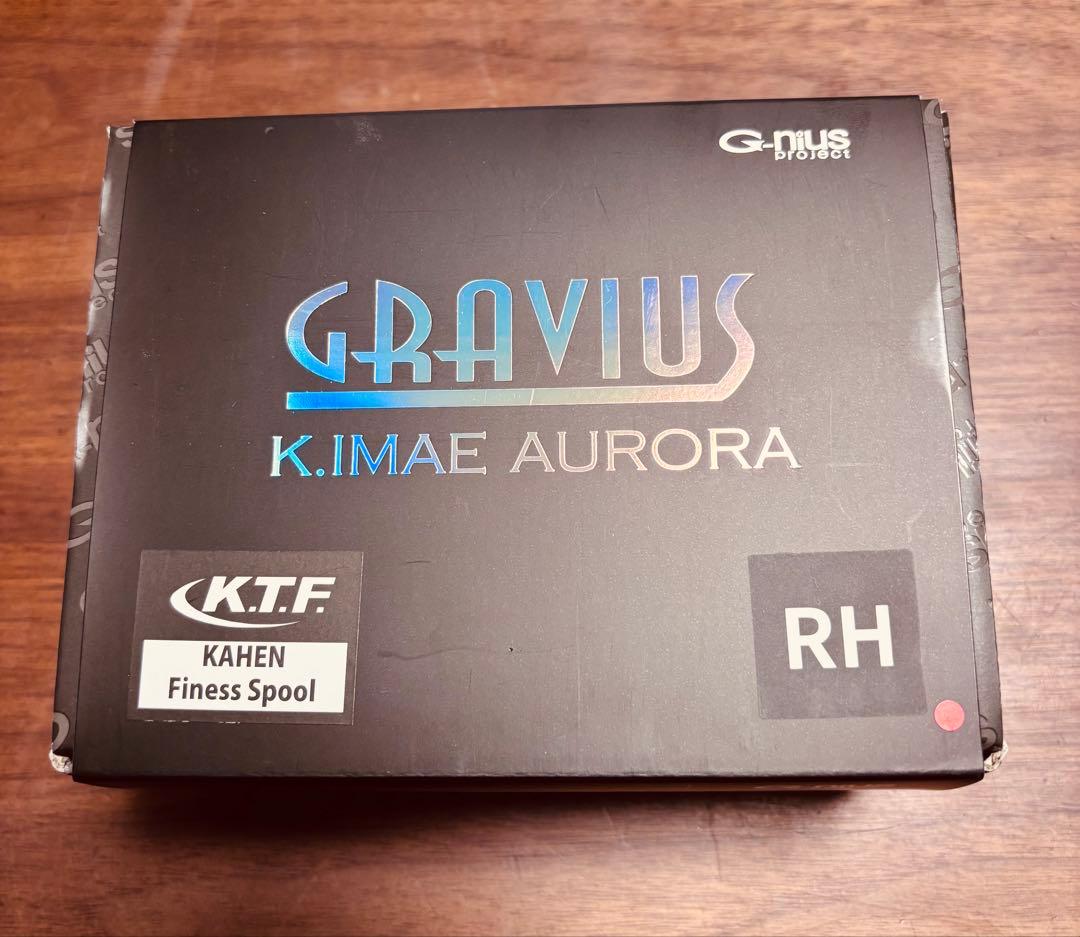 G-nius
project
GRAVIUS
K.IMAE AURORA
K.T.F.
KAHEN
Finess Spool
RH